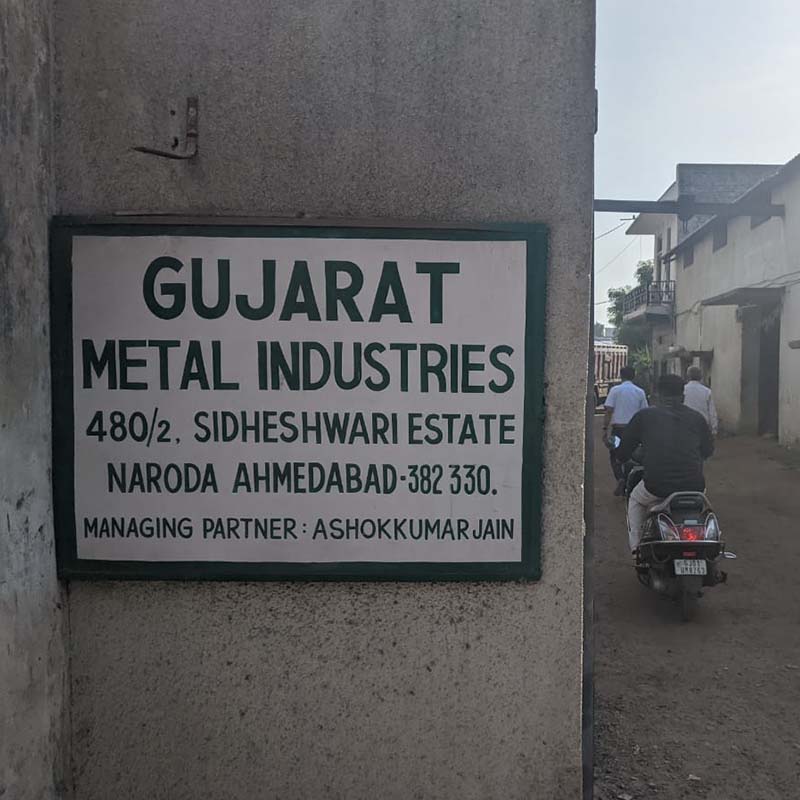 GUJARAT
METAL INDUSTRIES
480/2, SIDHESHWARI ESTATE
NARODA AHMEDABAD-382 330.
MANAGING PARTNER: ASHOKKUMAR JAIN